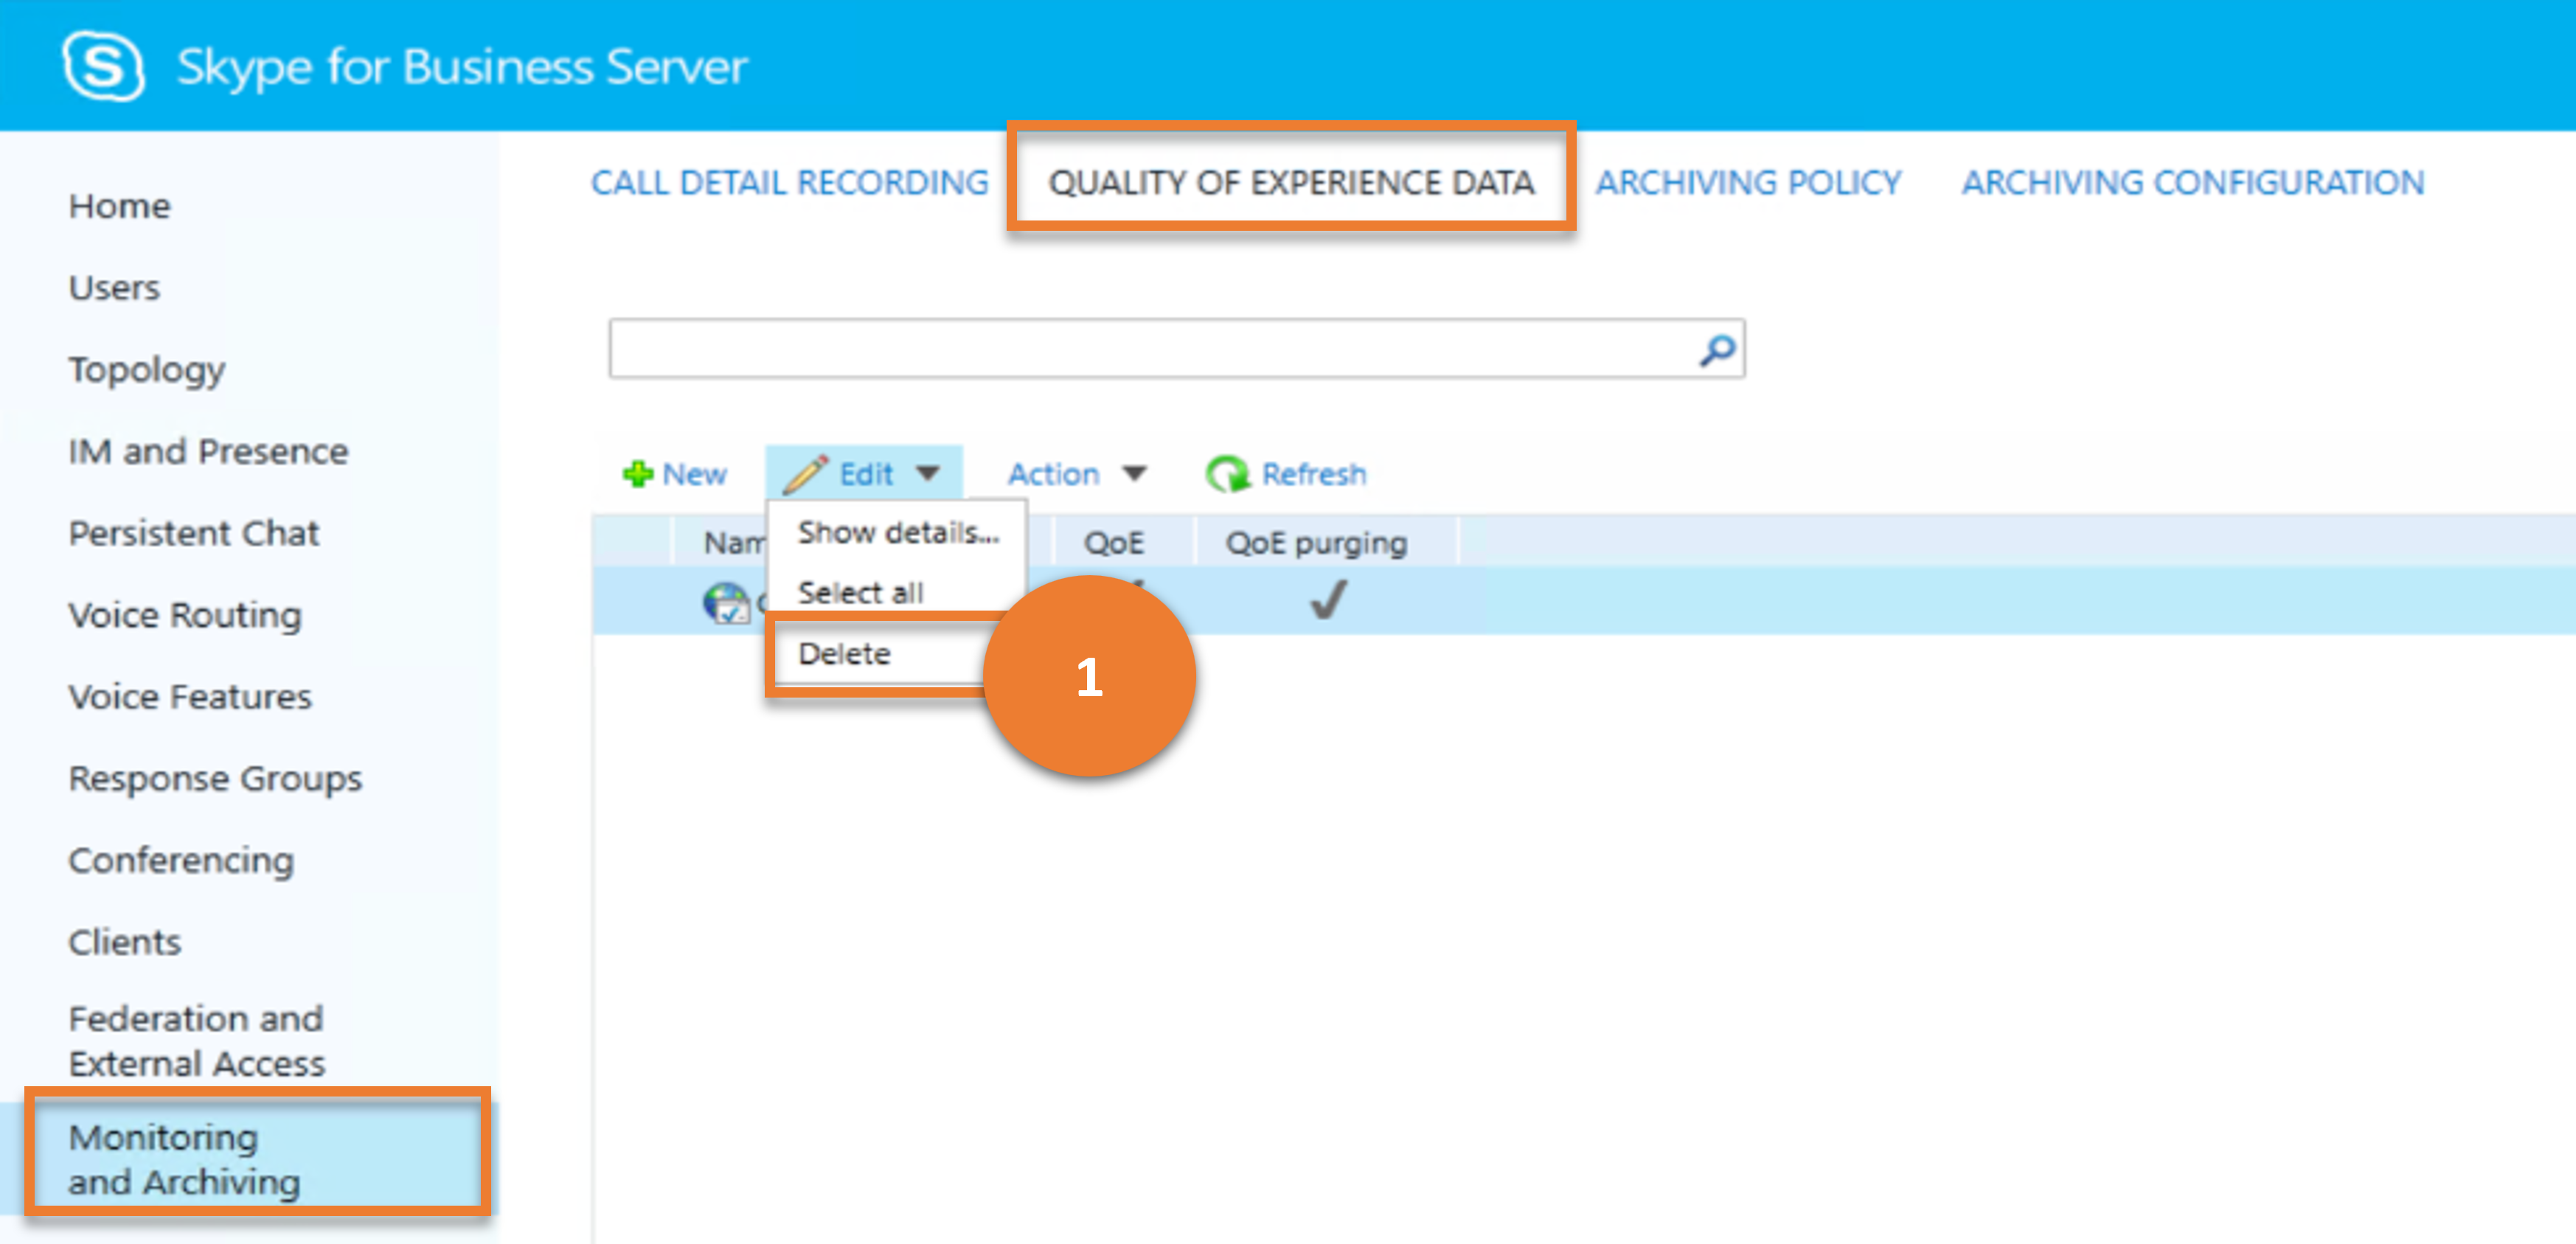 Skype for Business Server
CALL DETAIL RECORDING QUALITY OF EXPERIENCE DATA ARCHIVING POLICY ARCHIVING CONFIGURATION
Home
Users
Topology
IM and Presence
Persistent Chat
Voice Routing
Voice Features
Response Groups
Conferencing
Clients
Federation and
External Access
Monitoring
and Archiving
New Edit Action Refresh
Nam QoE QoE purging
Show details...
Select all
Delete
1